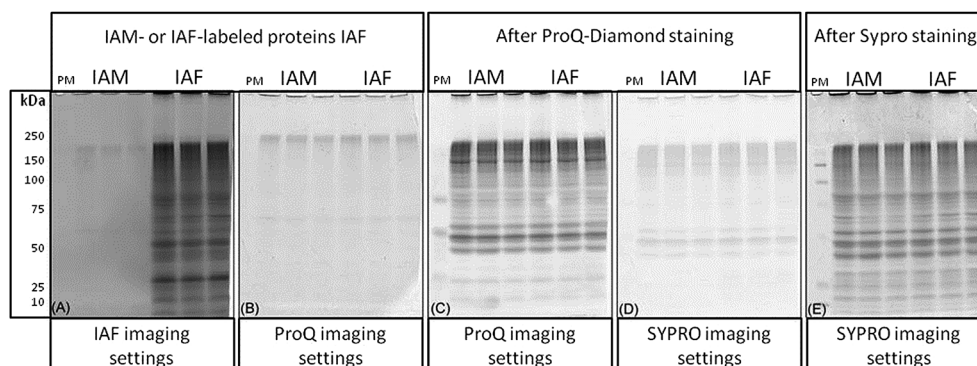 IAM- or IAF-labeled proteins IAF
After ProQ-Diamond staining
After Sypro staining
PM IAM IAF
PM IAM IAF
PM IAM IAF
PM IAM IAF
PM IAM IAF
kDa
250
150
100
75
50
25
10
(A)
(B)
(C)
(D)
(E)
IAF imaging
settings
ProQ imaging
settings
ProQ imaging
settings
SYPRO imaging
settings
SYPRO imaging
settings